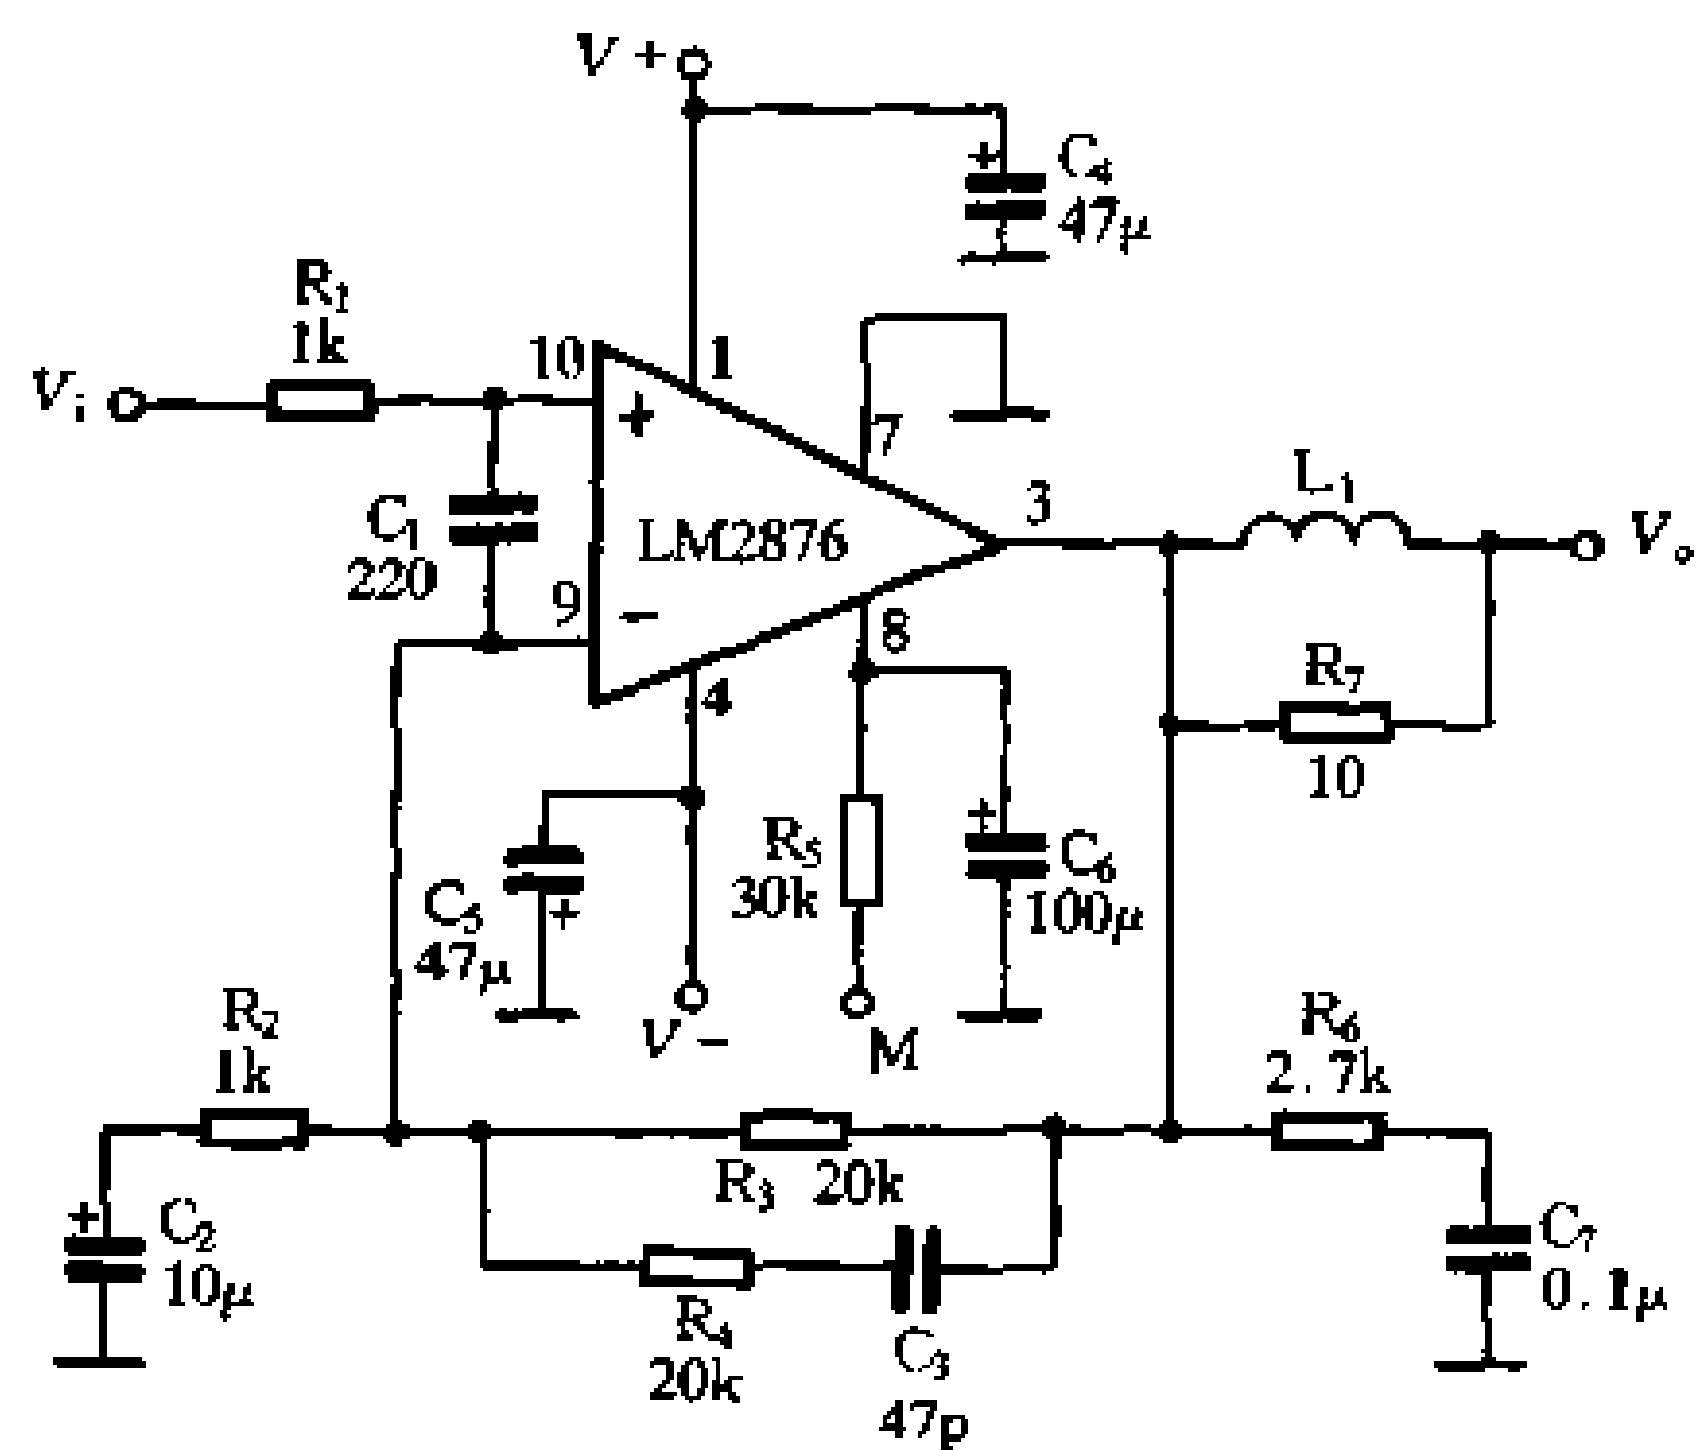 V +
C4
47μ
R1
1k
10
1
Vi
+
7
3
L1
Vo
C1
220
LM2876
9
−
8
4
R7
10
R5
30k
C6
100μ
+
+
+
C5
47μ
+
V −
M
R2
1k
R6
2.7k
R3 20k
C2
10μ
R4
20k
C3
47p
C7
0.1μ